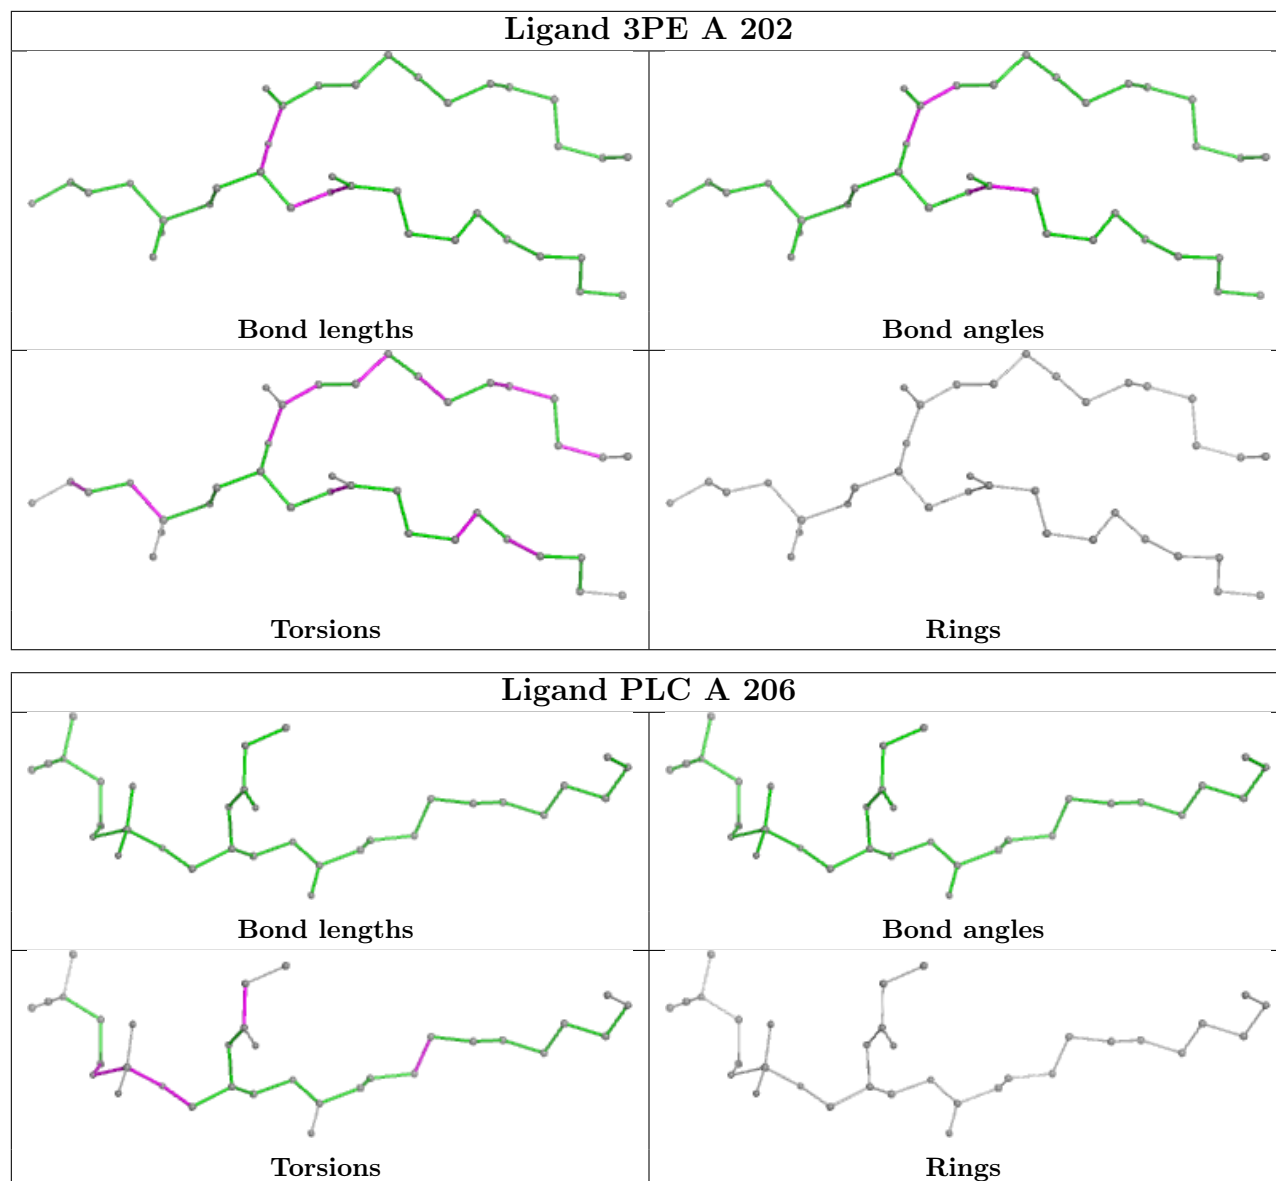 Ligand 3PE A 202
Bond lengths
Bond angles
Torsions
Rings
Ligand PLC A 206
Bond lengths
Bond angles
Torsions
Rings